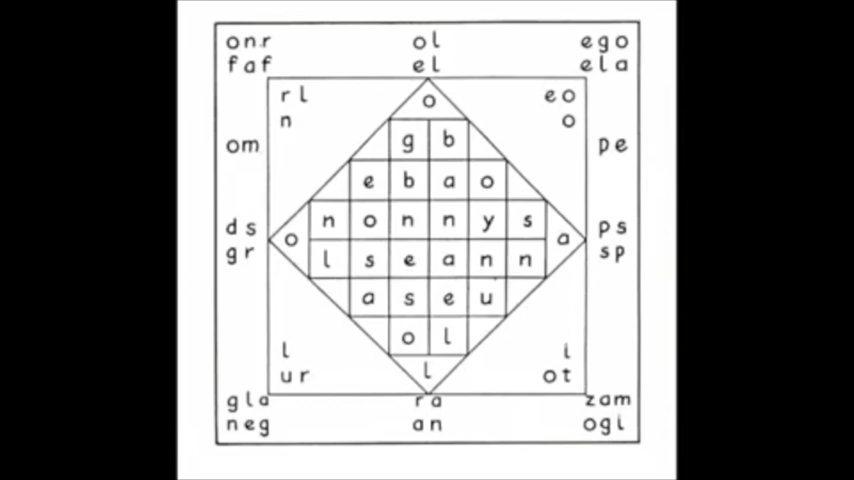 onr ol ego
faf el ela
rl o eo
n o
om g b pe
e b a o
ds n o n n y s ps
gr o a sp
l s e a n n
a s e u
o l
l l i
ur ot
gla ra zam
neg an ogi